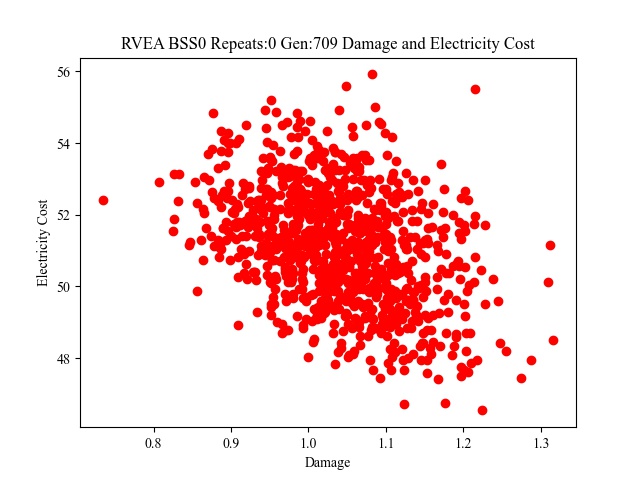 RVEA BSS0 Repeats:0 Gen:709 Damage and Electricity Cost
56
54
52
50
48
Electricity Cost
0.8 0.9 1.0 1.1 1.2 1.3
Damage